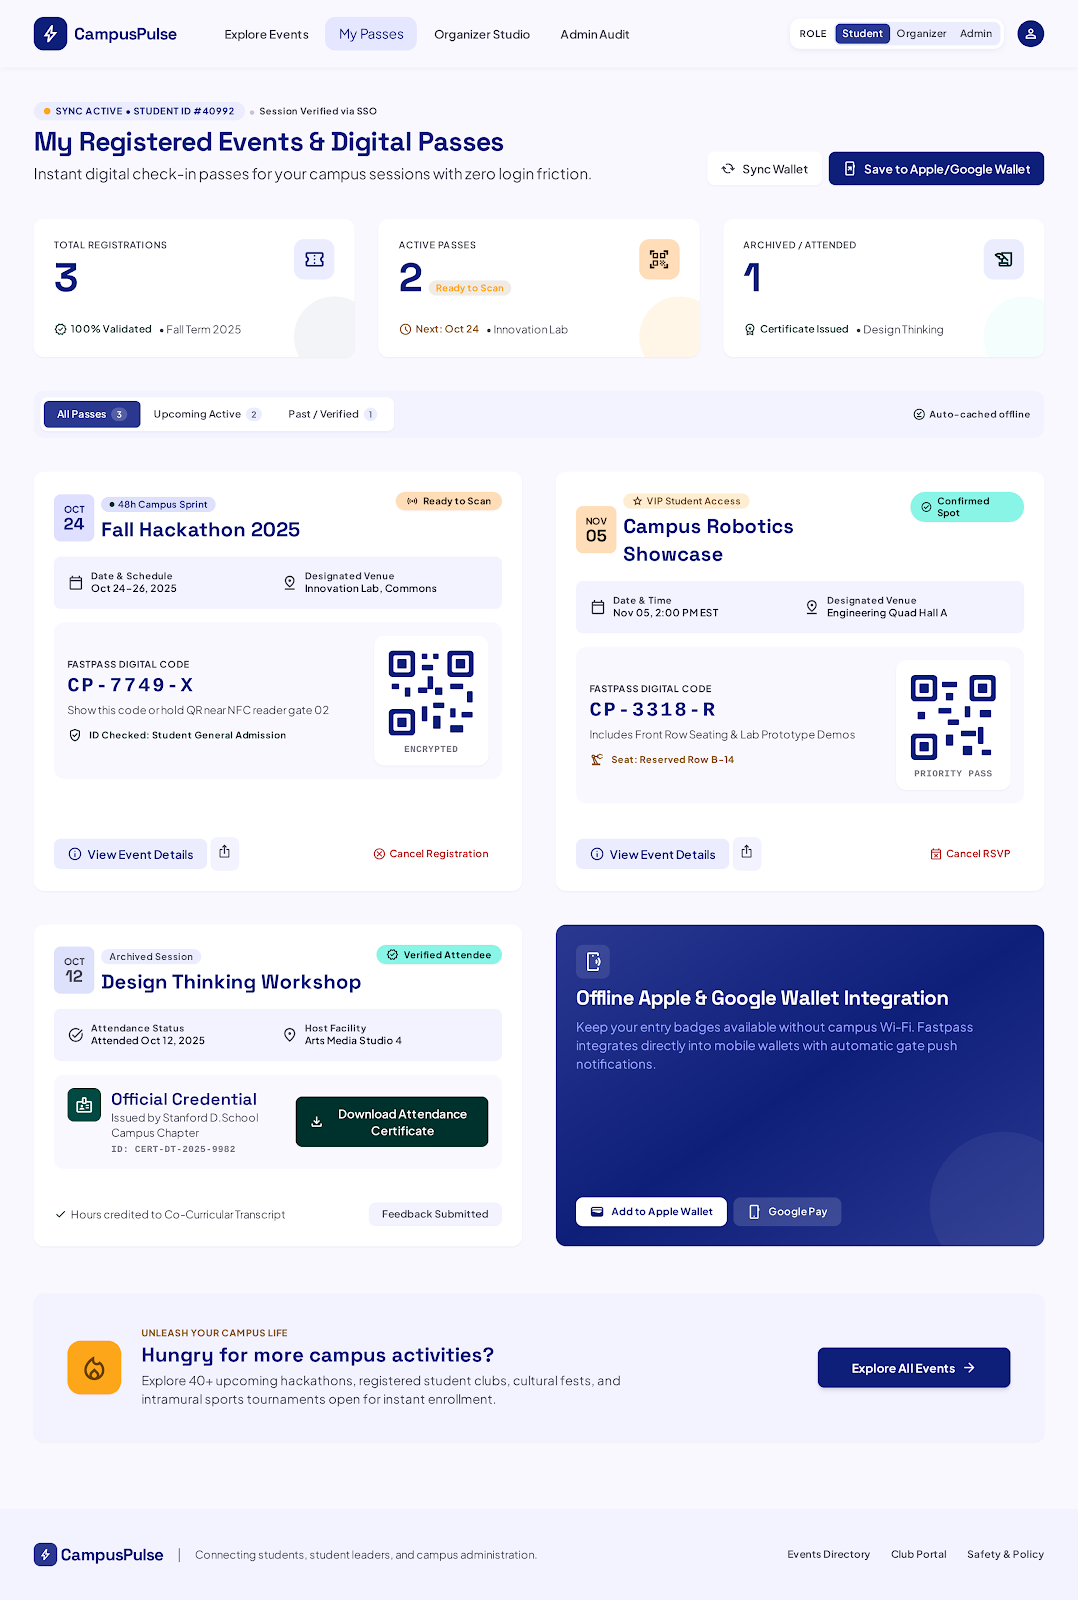 CampusPulse
Explore Events
My Passes
Organizer Studio
Admin Audit
ROLE
Student
Organizer
Admin
SYNC ACTIVE • STUDENT ID #40992
Session Verified via SSO
My Registered Events & Digital Passes
Instant digital check-in passes for your campus sessions with zero login friction.
Sync Wallet
Save to Apple/Google Wallet
TOTAL REGISTRATIONS
3
100% Validated • Fall Term 2025
ACTIVE PASSES
2 Ready to Scan
Next: Oct 24 • Innovation Lab
ARCHIVED / ATTENDED
1
Certificate Issued • Design Thinking
All Passes 3
Upcoming Active 2
Past / Verified 1
Auto-cached offline
OCT
24
• 48h Campus Sprint
Fall Hackathon 2025
Ready to Scan
Date & Schedule
Oct 24–26, 2025
Designated Venue
Innovation Lab, Commons
FASTPASS DIGITAL CODE
CP-7749-X
Show this code or hold QR near NFC reader gate 02
ID Checked: Student General Admission
ENCRYPTED
View Event Details
Cancel Registration
NOV
05
VIP Student Access
Campus Robotics
Showcase
Confirmed
Spot
Date & Time
Nov 05, 2:00 PM EST
Designated Venue
Engineering Quad Hall A
FASTPASS DIGITAL CODE
CP-3318-R
Includes Front Row Seating & Lab Prototype Demos
Seat: Reserved Row B-14
PRIORITY PASS
View Event Details
Cancel RSVP
OCT
12
Archived Session
Design Thinking Workshop
Verified Attendee
Attendance Status
Attended Oct 12, 2025
Host Facility
Arts Media Studio 4
Official Credential
Issued by Stanford D.School
Campus Chapter
ID: CERT-DT-2025-9982
Download Attendance
Certificate
Hours credited to Co-Curricular Transcript
Feedback Submitted
Offline Apple & Google Wallet Integration
Keep your entry badges available without campus Wi-Fi. Fastpass
integrates directly into mobile wallets with automatic gate push
notifications.
Add to Apple Wallet
Google Pay
UNLEASH YOUR CAMPUS LIFE
Hungry for more campus activities?
Explore 40+ upcoming hackathons, registered student clubs, cultural fests, and
intramural sports tournaments open for instant enrollment.
Explore All Events
CampusPulse | Connecting students, student leaders, and campus administration.
Events Directory
Club Portal
Safety & Policy